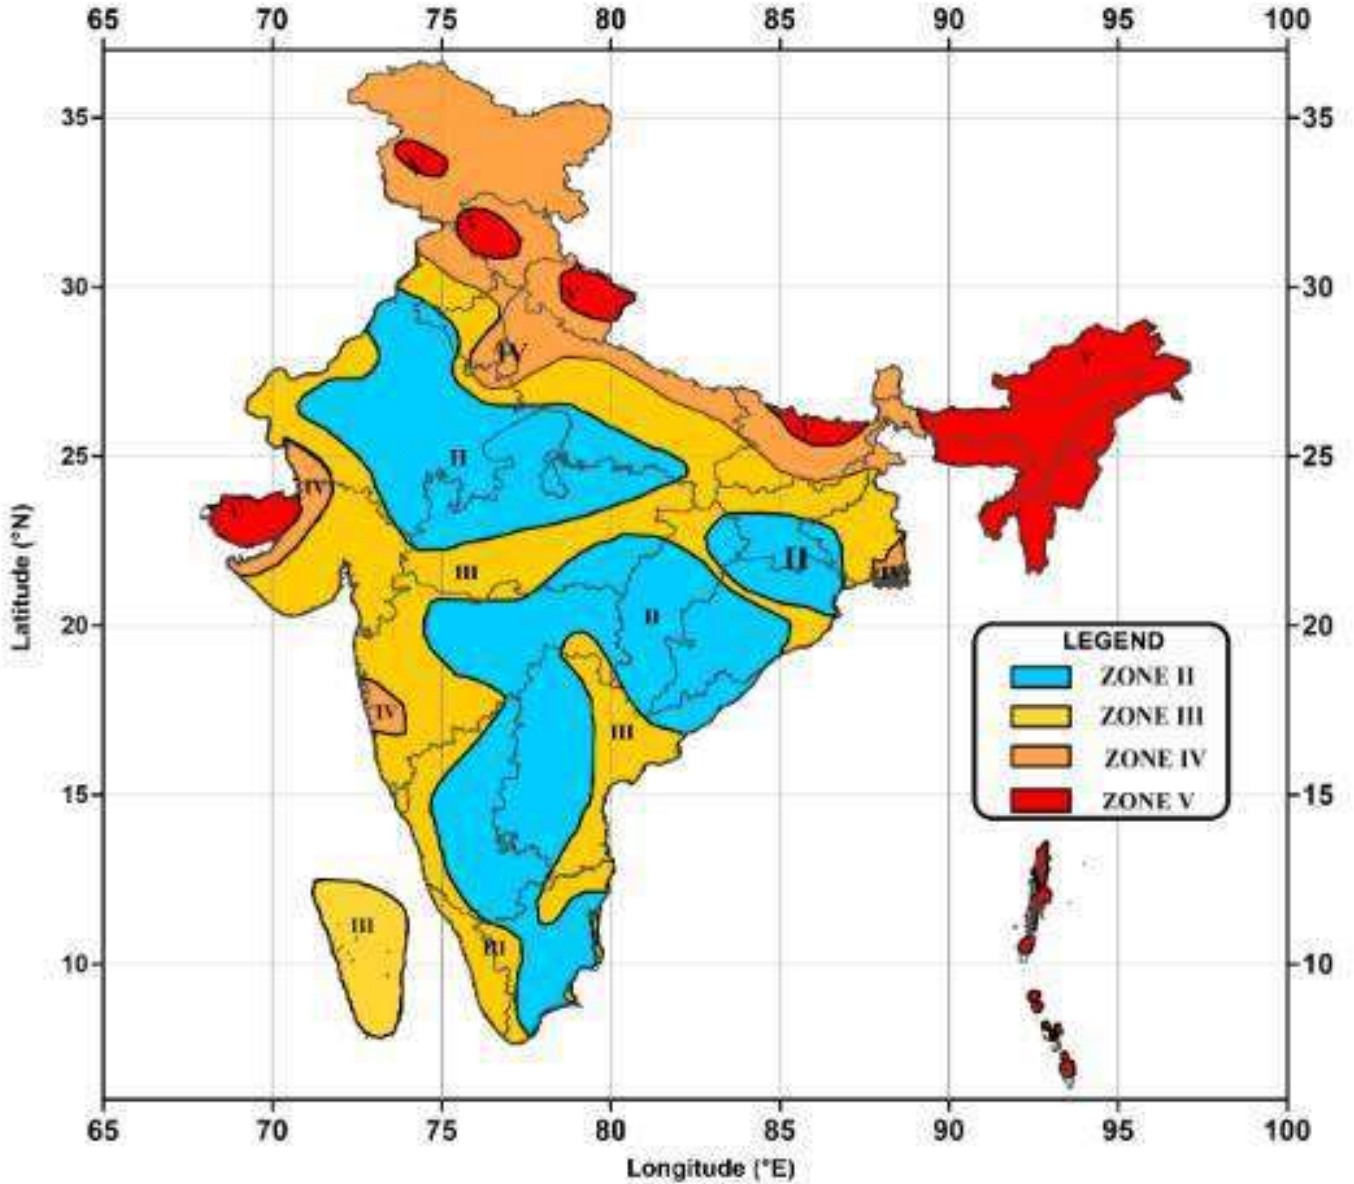 65 70 75 80 85 90 95 100
35 35
30 30
V
IV
II
25 25
IV
III
II
II
20 20
IV
III
15 15
III
III
10 10
IV
65 70 75 80 85 90 95 100
Latitude (°N)
Longitude (°E)
LEGEND
ZONE II
ZONE III
ZONE IV
ZONE V